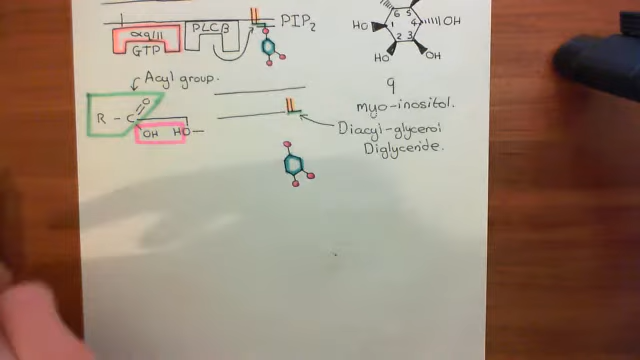 αq/11
GTP
PLCβ
PIP2
6 5
HO 1 4 OH
2 3
HO OH
9
myo-inositol.
Acyl group.
O
R - C
OH HO
Diacyl-glycerol
Diglyceride.